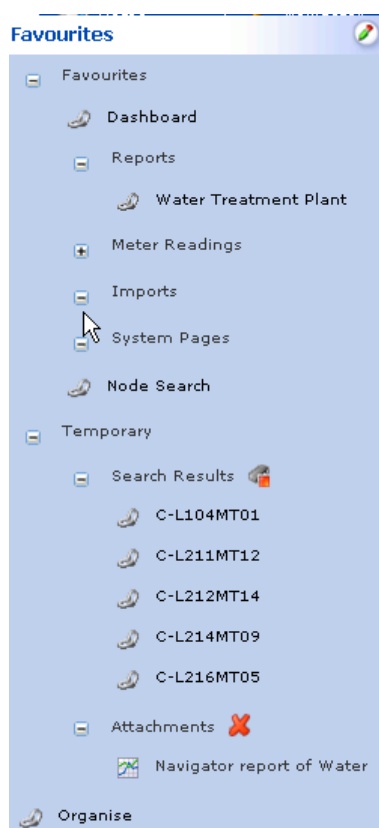 Favourites
Favourites
Dashboard
Reports
Water Treatment Plant
Meter Readings
Imports
System Pages
Node Search
Temporary
Search Results
C-L104MT01
C-L211MT12
C-L212MT14
C-L214MT09
C-L216MT05
Attachments
Navigator report of Water
Organise